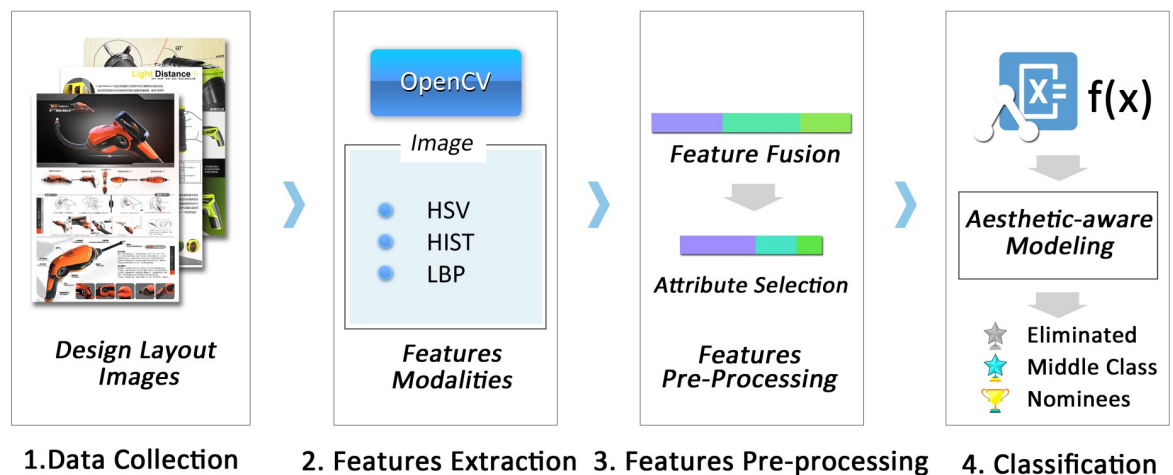 Light Distance
Design Layout
Images
1.Data Collection
OpenCV
Image
HSV
HIST
LBP
Features
Modalities
2. Features Extraction
Feature Fusion
Attribute Selection
Features
Pre-Processing
3. Features Pre-processing
X
f(x)
Aesthetic-aware
Modeling
Eliminated
Middle Class
Nominees
4. Classification